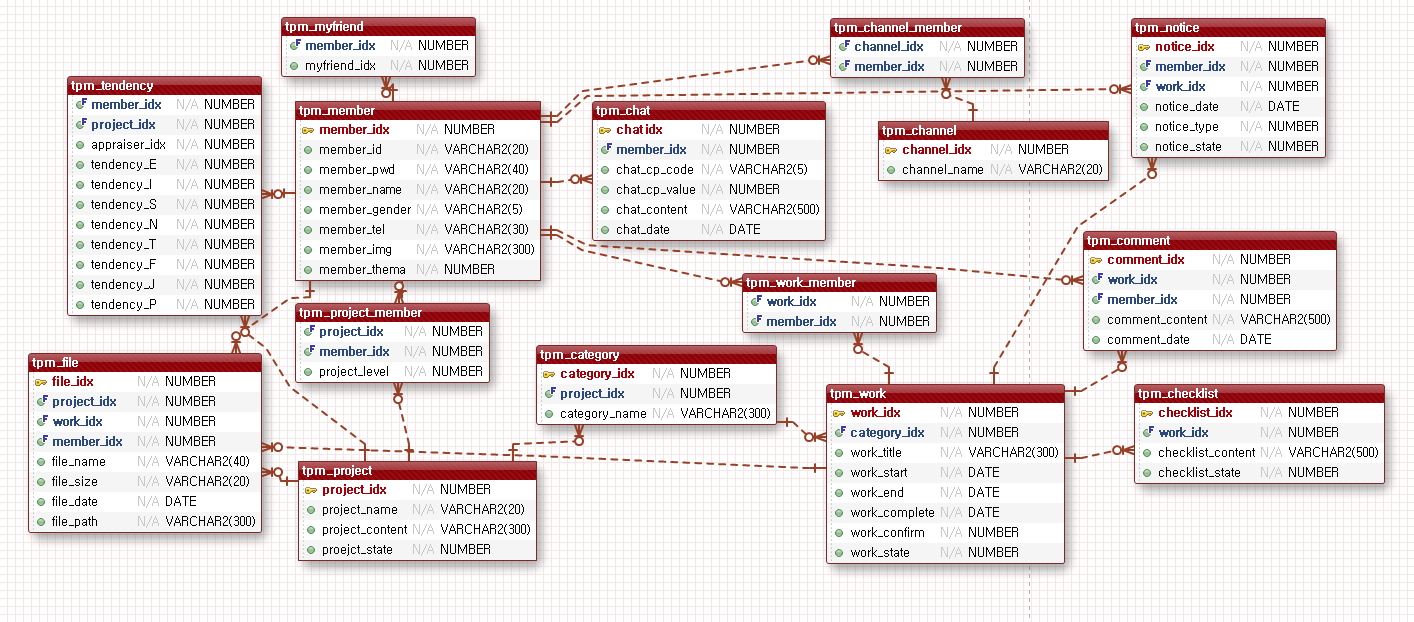 tpm_myfriend
member_idx N/A NUMBER
myfriend_idx N/A NUMBER
tpm_channel_member
channel_idx N/A NUMBER
member_idx N/A NUMBER
tpm_notice
notice_idx N/A NUMBER
member_idx N/A NUMBER
work_idx N/A NUMBER
notice_date N/A DATE
notice_type N/A NUMBER
notice_state N/A NUMBER
tpm_tendency
member_idx N/A NUMBER
project_idx N/A NUMBER
appraiser_idx N/A NUMBER
tendency_E N/A NUMBER
tendency_I N/A NUMBER
tendency_S N/A NUMBER
tendency_N N/A NUMBER
tendency_T N/A NUMBER
tendency_F N/A NUMBER
tendency_J N/A NUMBER
tendency_P N/A NUMBER
tpm_member
member_idx N/A NUMBER
member_id N/A VARCHAR2(20)
member_pwd N/A VARCHAR2(40)
member_name N/A VARCHAR2(20)
member_gender N/A VARCHAR2(5)
member_tel N/A VARCHAR2(30)
member_img N/A VARCHAR2(300)
member_thema N/A NUMBER
tpm_chat
chatidx N/A NUMBER
member_idx N/A NUMBER
chat_cp_code N/A VARCHAR2(5)
chat_cp_value N/A NUMBER
chat_content N/A VARCHAR2(500)
chat_date N/A DATE
tpm_channel
channel_idx N/A NUMBER
channel_name N/A VARCHAR2(20)
tpm_comment
comment_idx N/A NUMBER
work_idx N/A NUMBER
member_idx N/A NUMBER
comment_content N/A VARCHAR2(500)
comment_date N/A DATE
tpm_work_member
work_idx N/A NUMBER
member_idx N/A NUMBER
tpm_project_member
project_idx N/A NUMBER
member_idx N/A NUMBER
project_level N/A NUMBER
tpm_category
category_idx N/A NUMBER
project_idx N/A NUMBER
category_name N/A VARCHAR2(300)
tpm_file
file_idx N/A NUMBER
project_idx N/A NUMBER
work_idx N/A NUMBER
member_idx N/A NUMBER
file_name N/A VARCHAR2(40)
file_size N/A VARCHAR2(20)
file_date N/A DATE
file_path N/A VARCHAR2(300)
tpm_work
work_idx N/A NUMBER
category_idx N/A NUMBER
work_title N/A VARCHAR2(300)
work_start N/A DATE
work_end N/A DATE
work_complete N/A DATE
work_confirm N/A NUMBER
work_state N/A NUMBER
tpm_checklist
checklist_idx N/A NUMBER
work_idx N/A NUMBER
checklist_content N/A VARCHAR2(500)
checklist_state N/A NUMBER
tpm_project
project_idx N/A NUMBER
project_name N/A VARCHAR2(20)
project_content N/A VARCHAR2(300)
proejct_state N/A NUMBER